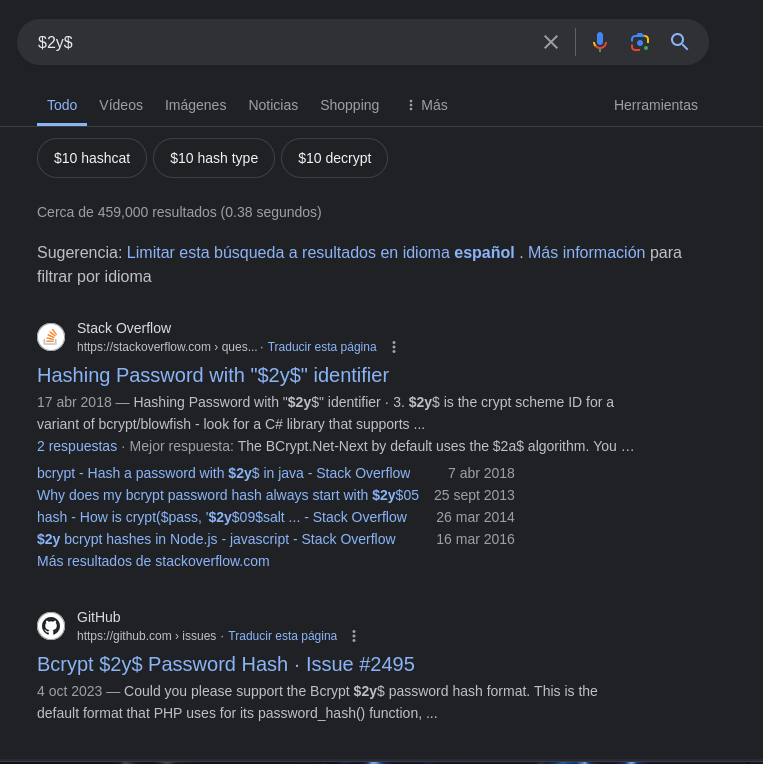 $2y$
Todo Vídeos Imágenes Noticias Shopping Más Herramientas
$10 hashcat $10 hash type $10 decrypt
Cerca de 459,000 resultados (0.38 segundos)
Sugerencia: Limitar esta búsqueda a resultados en idioma español . Más información para
filtrar por idioma
Stack Overflow
https://stackoverflow.com › ques... · Traducir esta página
Hashing Password with "$2y$" identifier
17 abr 2018 — Hashing Password with "$2y$" identifier · 3. $2y$ is the crypt scheme ID for a
variant of bcrypt/blowfish - look for a C# library that supports ...
2 respuestas · Mejor respuesta: The BCrypt.Net-Next by default uses the $2a$ algorithm. You …
bcrypt - Hash a password with $2y$ in java - Stack Overflow 7 abr 2018
Why does my bcrypt password hash always start with $2y$05 25 sept 2013
hash - How is crypt($pass, '$2y$09$salt ... - Stack Overflow 26 mar 2014
$2y bcrypt hashes in Node.js - javascript - Stack Overflow 16 mar 2016
Más resultados de stackoverflow.com
GitHub
https://github.com › issues · Traducir esta página
Bcrypt $2y$ Password Hash · Issue #2495
4 oct 2023 — Could you please support the Bcrypt $2y$ password hash format. This is the
default format that PHP uses for its password_hash() function, ...